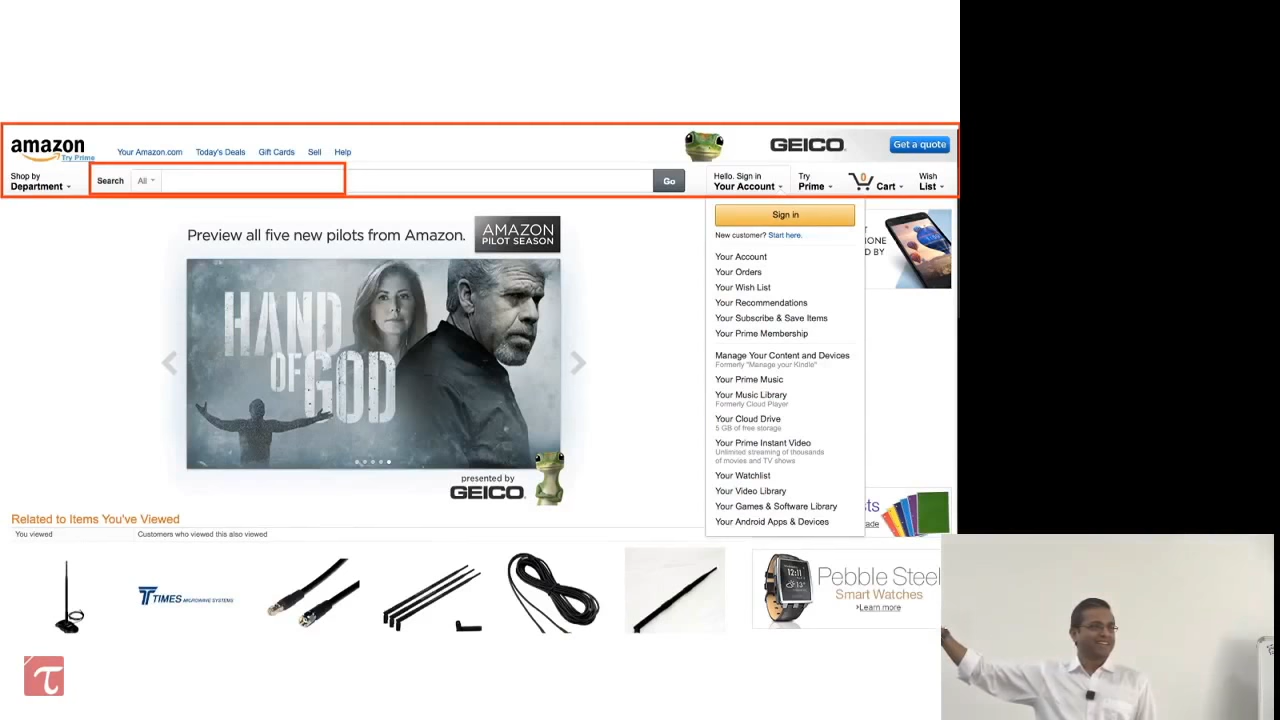 amazon
Try Prime
Your Amazon.com Today's Deals Gift Cards Sell Help
GEICO.
Get a quote
Shop by
Department
Search All
Go
Hello. Sign in
Your Account
Try
Prime
0
Cart
Wish
List
Preview all five new pilots from Amazon.
AMAZON
PILOT SEASON
HAND
OF GOD
presented by
GEICO.
Sign in
New customer? Start here.
Your Account
Your Orders
Your Wish List
Your Recommendations
Your Subscribe & Save Items
Your Prime Membership
Manage Your Content and Devices
Formerly "Manage your Kindle"
Your Prime Music
Your Music Library
Formerly Cloud Player
Your Cloud Drive
5 GB of free storage
Your Prime Instant Video
Unlimited streaming of thousands
of movies and TV shows
Your Watchlist
Your Video Library
Your Games & Software Library
Your Android Apps & Devices
D BY
Related to Items You've Viewed
You viewed Customers who viewed this also viewed
TIMES MICROWAVE SYSTEMS
12:11
Pebble Steel
Smart Watches
›Learn more
τ